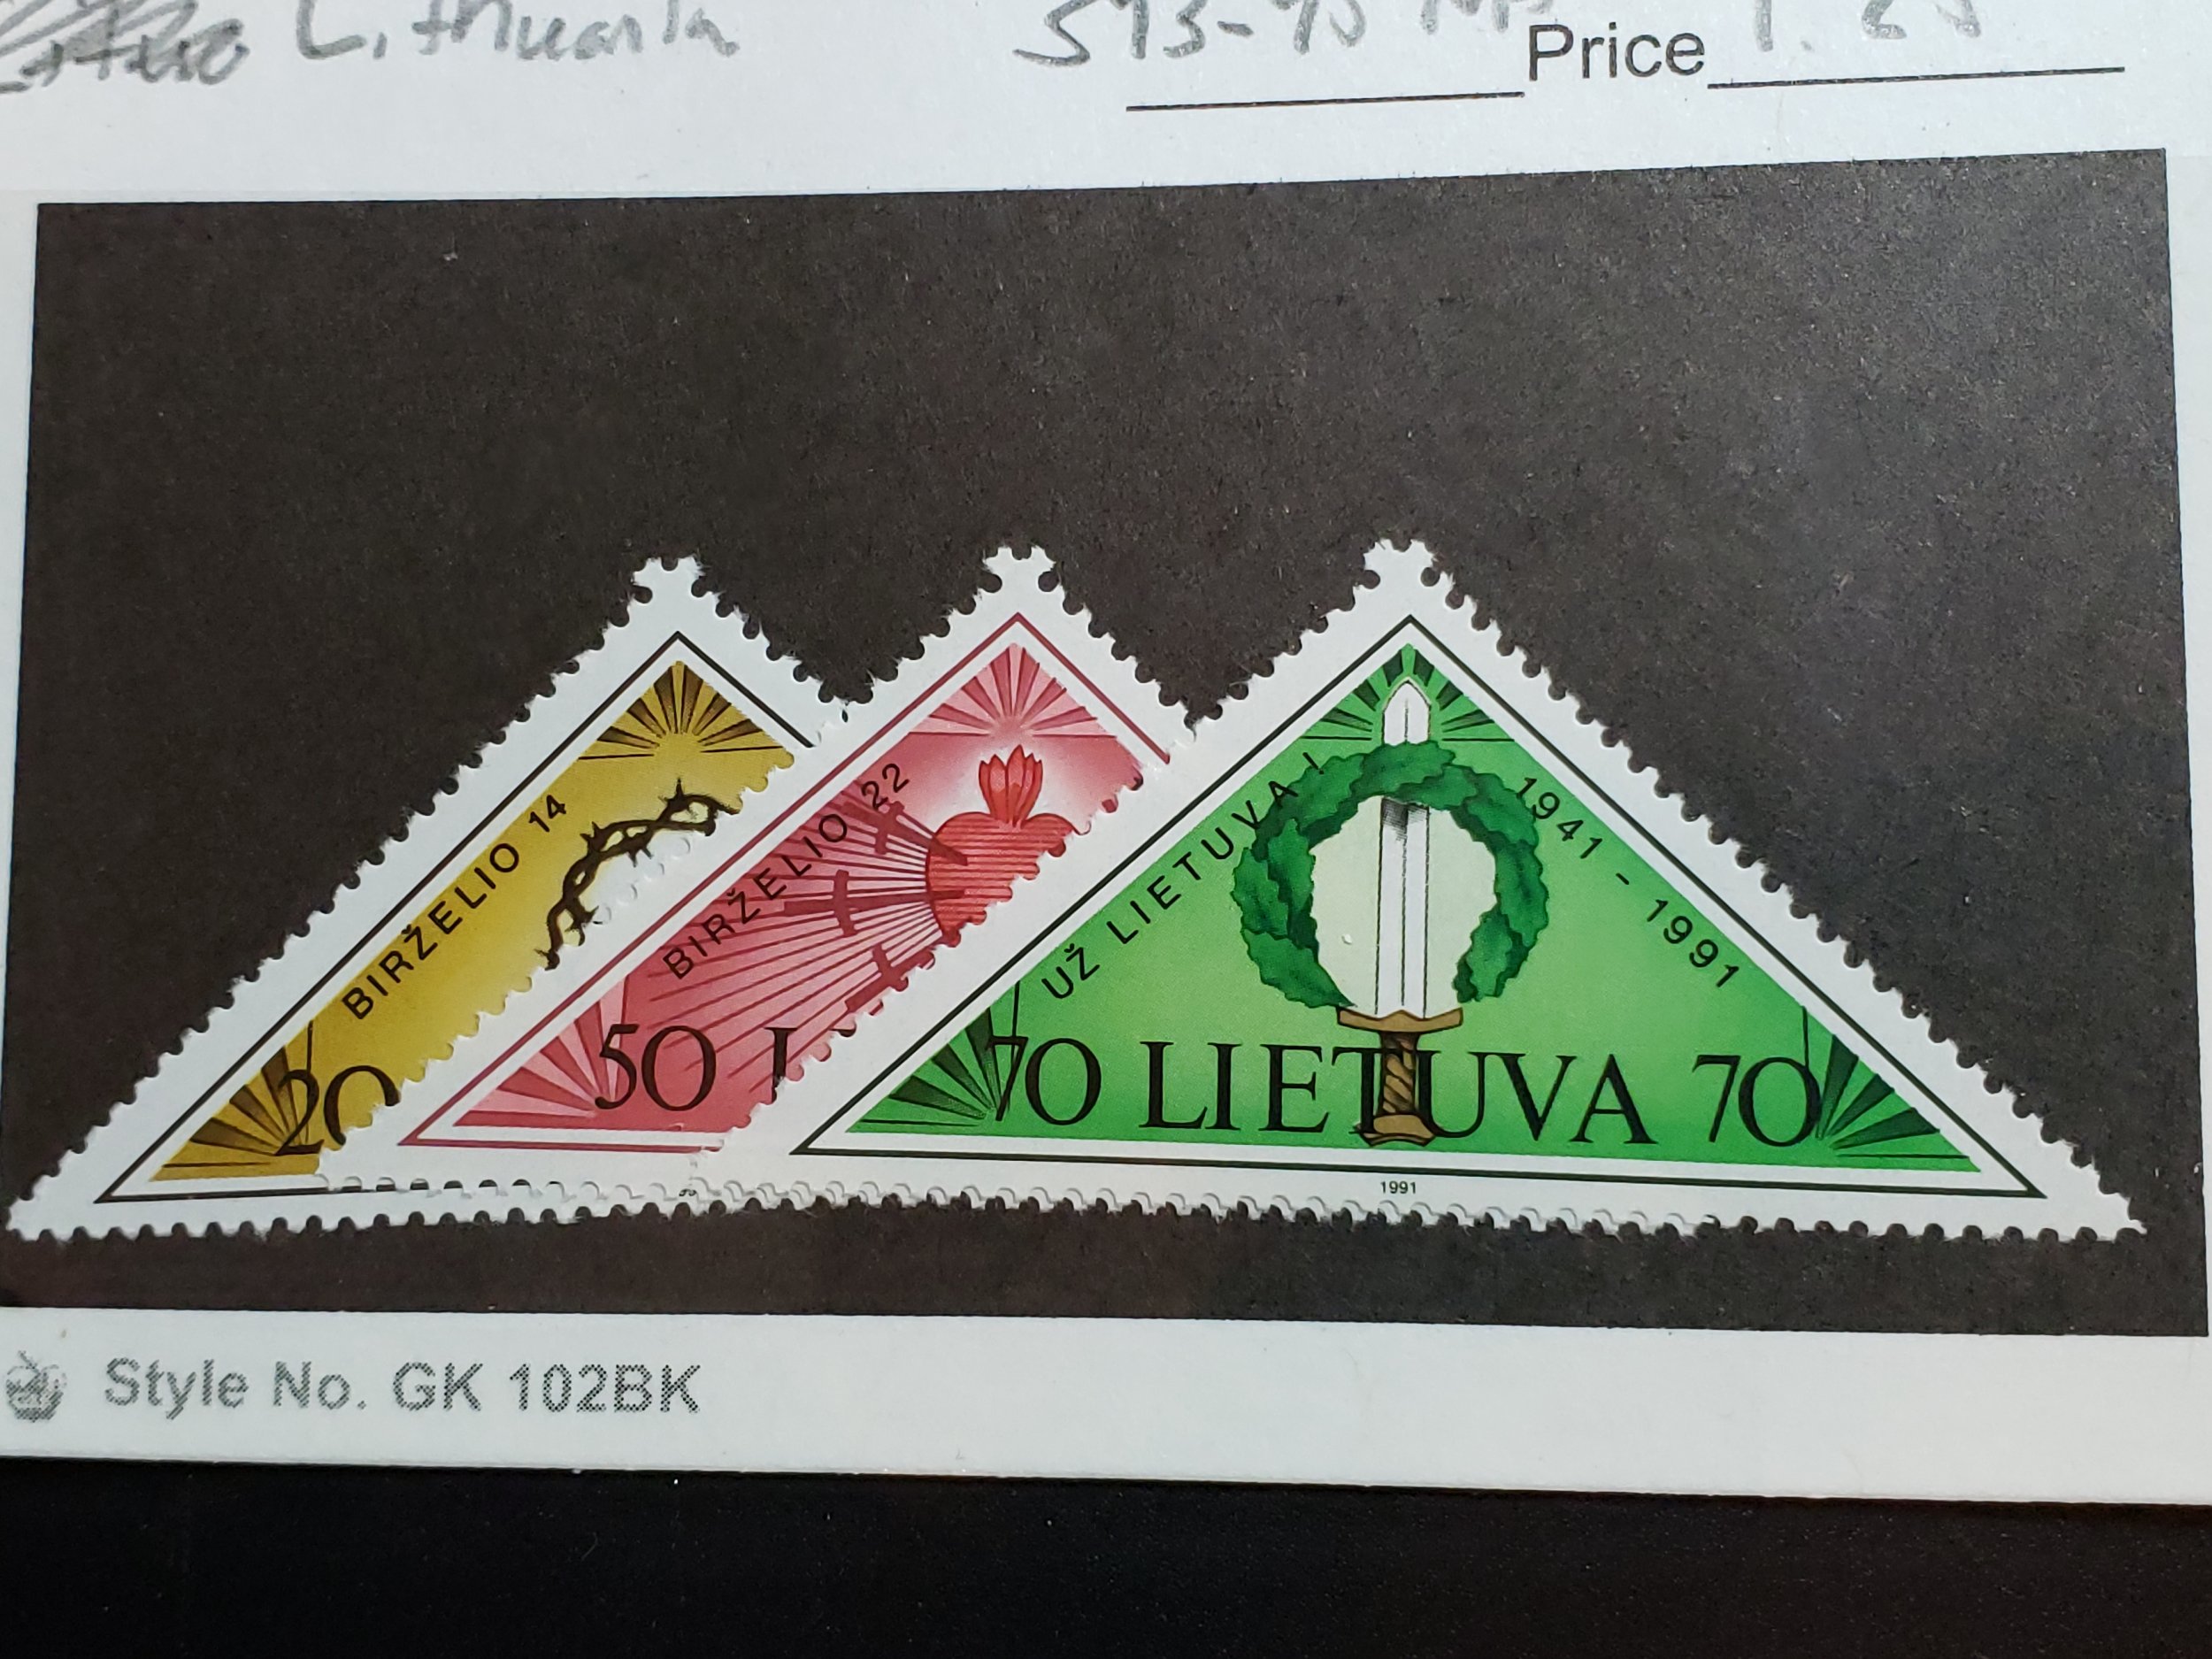 Lithuania
Price
BIRŽELIO 14
20
BIRŽELIO 22
50
UŽ LIETUVĄ!
1941 - 1991
70 LIETUVA 70
1991
Style No. GK 102BK